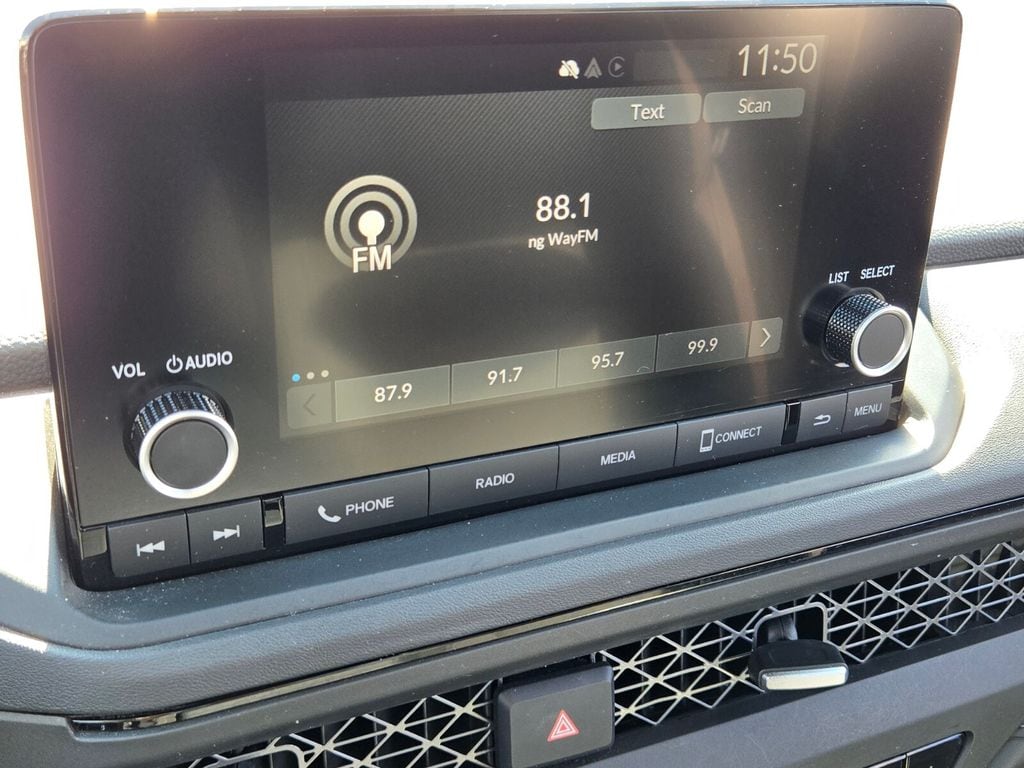 11:50
Text Scan
88.1
ng WayFM
FM
LIST SELECT
VOL AUDIO
87.9 91.7 95.7 99.9
PHONE RADIO MEDIA CONNECT MENU